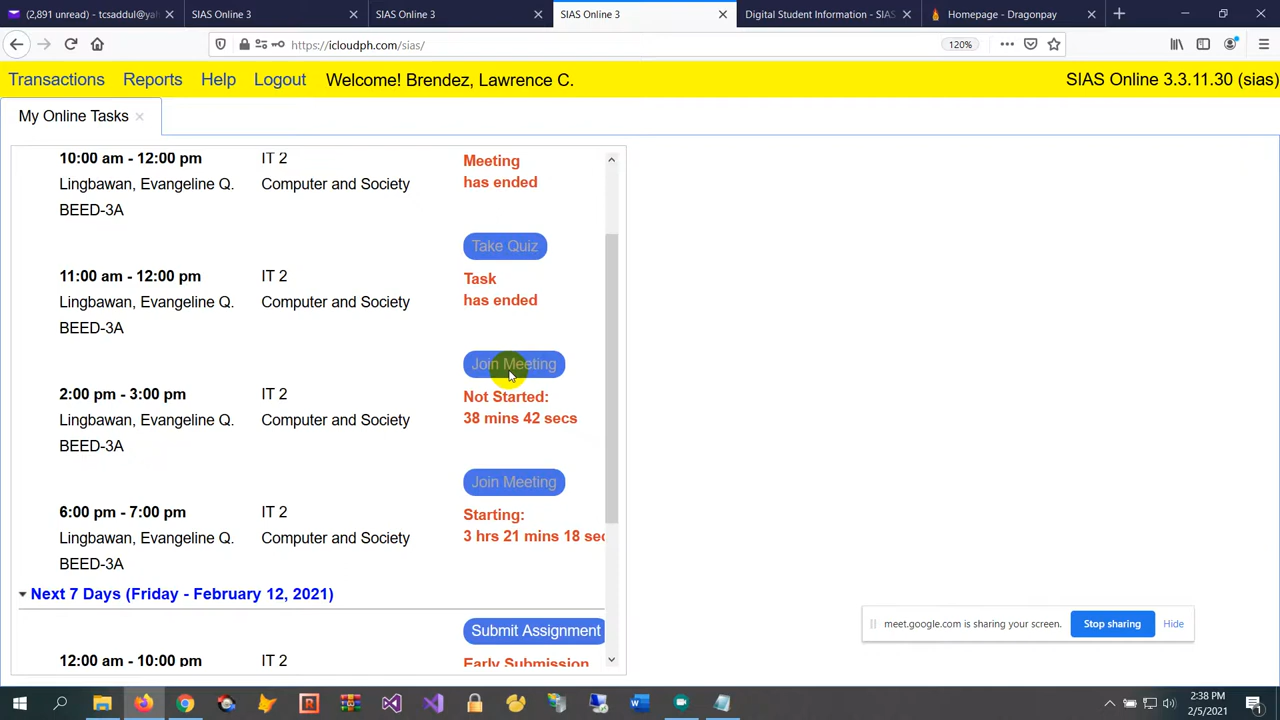 (2,891 unread) - tcsaddul@yah
SIAS Online 3
SIAS Online 3
SIAS Online 3
Digital Student Information - SIAS
Homepage - Dragonpay
https://icloudph.com/sias/
120%
Transactions Reports Help Logout Welcome! Brendez, Lawrence C. SIAS Online 3.3.11.30 (sias)
My Online Tasks
10:00 am - 12:00 pm IT 2 Meeting
Lingbawan, Evangeline Q. Computer and Society has ended
BEED-3A
Take Quiz
11:00 am - 12:00 pm IT 2 Task
Lingbawan, Evangeline Q. Computer and Society has ended
BEED-3A
Join Meeting
2:00 pm - 3:00 pm IT 2 Not Started:
Lingbawan, Evangeline Q. Computer and Society 38 mins 42 secs
BEED-3A
Join Meeting
6:00 pm - 7:00 pm IT 2 Starting:
Lingbawan, Evangeline Q. Computer and Society 3 hrs 21 mins 18 sec
BEED-3A
Next 7 Days (Friday - February 12, 2021)
Submit Assignment
12:00 am - 10:00 pm IT 2 Early Submission
meet.google.com is sharing your screen. Stop sharing Hide
2:38 PM
2/5/2021